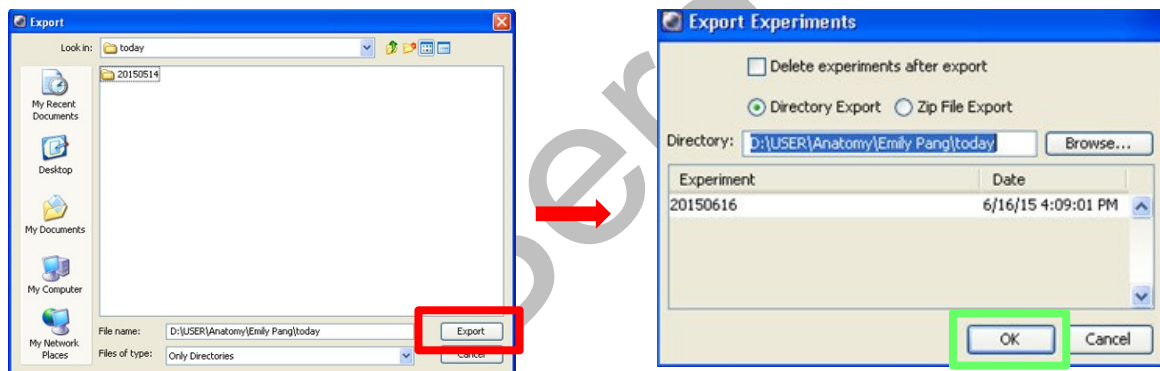 Export
Look in: today
20150514
My Recent
Documents
Desktop
My Documents
My Computer
My Network
Places
File name: D:\USER\Anatomy\Emily Pang\today Export
Files of type: Only Directories Cancel
Export Experiments
Delete experiments after export
Directory Export Zip File Export
Directory: D:\USER\Anatomy\Emily Pang\today Browse...
Experiment Date
20150616 6/16/15 4:09:01 PM
OK Cancel